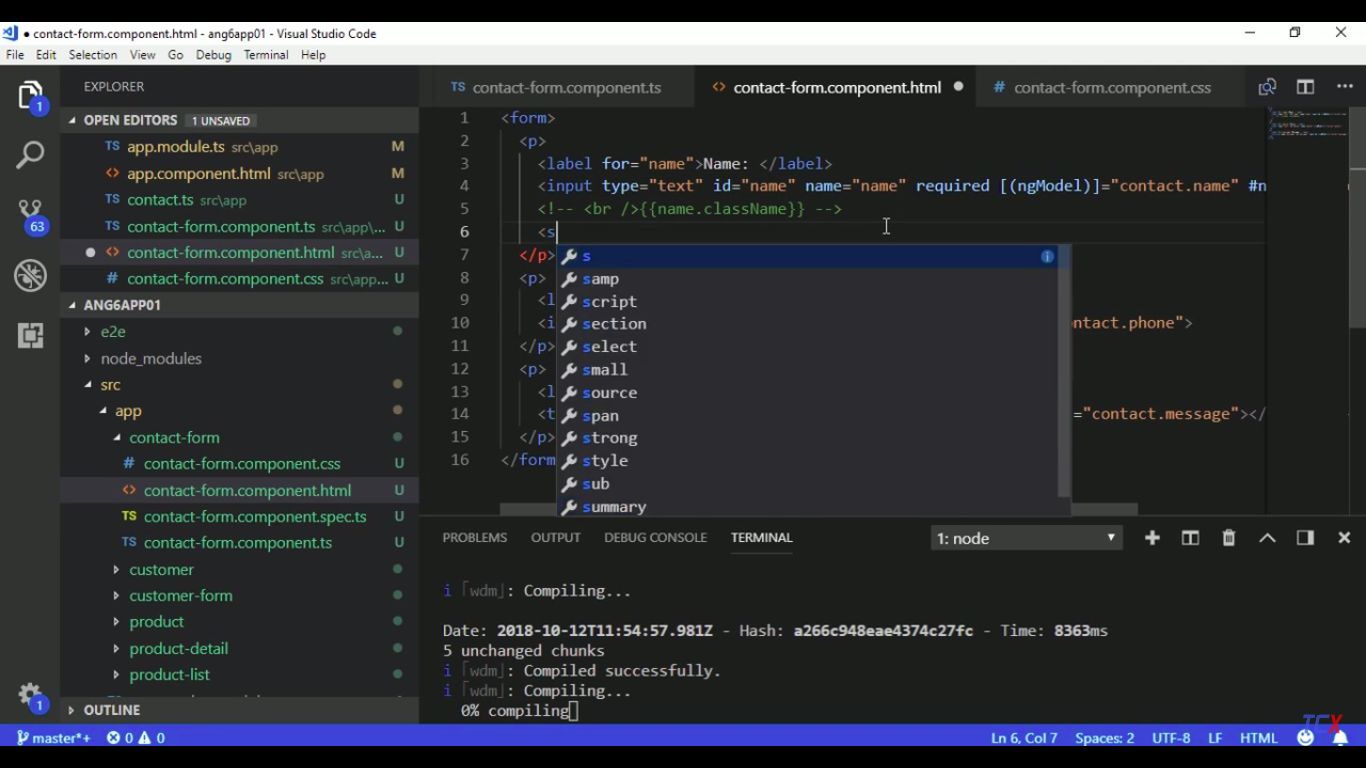 contact-form.component.html - ang6app01 - Visual Studio Code
File Edit Selection View Go Debug Terminal Help
EXPLORER
OPEN EDITORS 1 UNSAVED
TS app.module.ts src\app M
<> app.component.html src\app M
TS contact.ts src\app U
TS contact-form.component.ts src\app\... U
● <> contact-form.component.html src\a... U
# contact-form.component.css src\app... U
ANG6APP01
e2e
node_modules
src
app
contact-form
# contact-form.component.css U
<> contact-form.component.html U
TS contact-form.component.spec.ts U
TS contact-form.component.ts U
customer
customer-form
product
product-detail
product-list
OUTLINE
1
63
1
TS contact-form.component.ts <> contact-form.component.html ● # contact-form.component.css ...
1 <form>
2 <p>
3 <label for="name">Name: </label>
4 <input type="text" id="name" name="name" required [(ngModel)]="contact.name" #n
5 <!-- <br />{{name.className}} -->
6 <s
7 </p>
8 <p>
9 <l
10 <i ntact.phone">
11 </p>
12 <p>
13 <l
14 <t ="contact.message"></
15 </p>
16 </form
s
samp
script
section
select
small
source
span
strong
style
sub
summary
PROBLEMS OUTPUT DEBUG CONSOLE TERMINAL 1: node
i ｢wdm｣: Compiling...
Date: 2018-10-12T11:54:57.981Z - Hash: a266c948eae4374c27fc - Time: 8363ms
5 unchanged chunks
i ｢wdm｣: Compiled successfully.
i ｢wdm｣: Compiling...
0% compiling
master*+ 0 0 Ln 6, Col 7 Spaces: 2 UTF-8 LF HTML